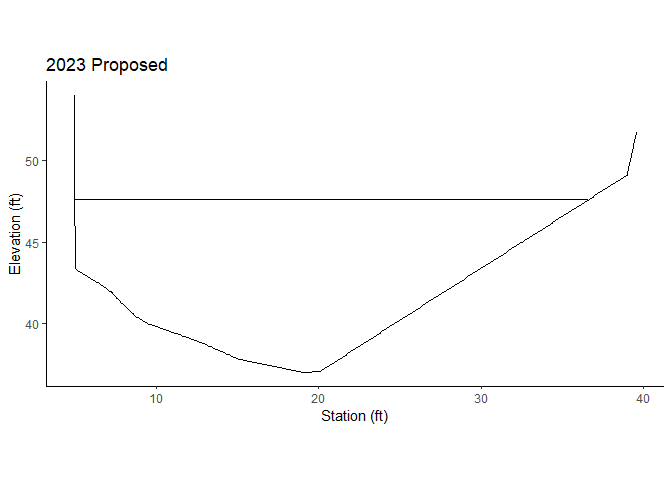 2023 Proposed
Elevation (ft)
50
45
40
10 20 30 40
Station (ft)